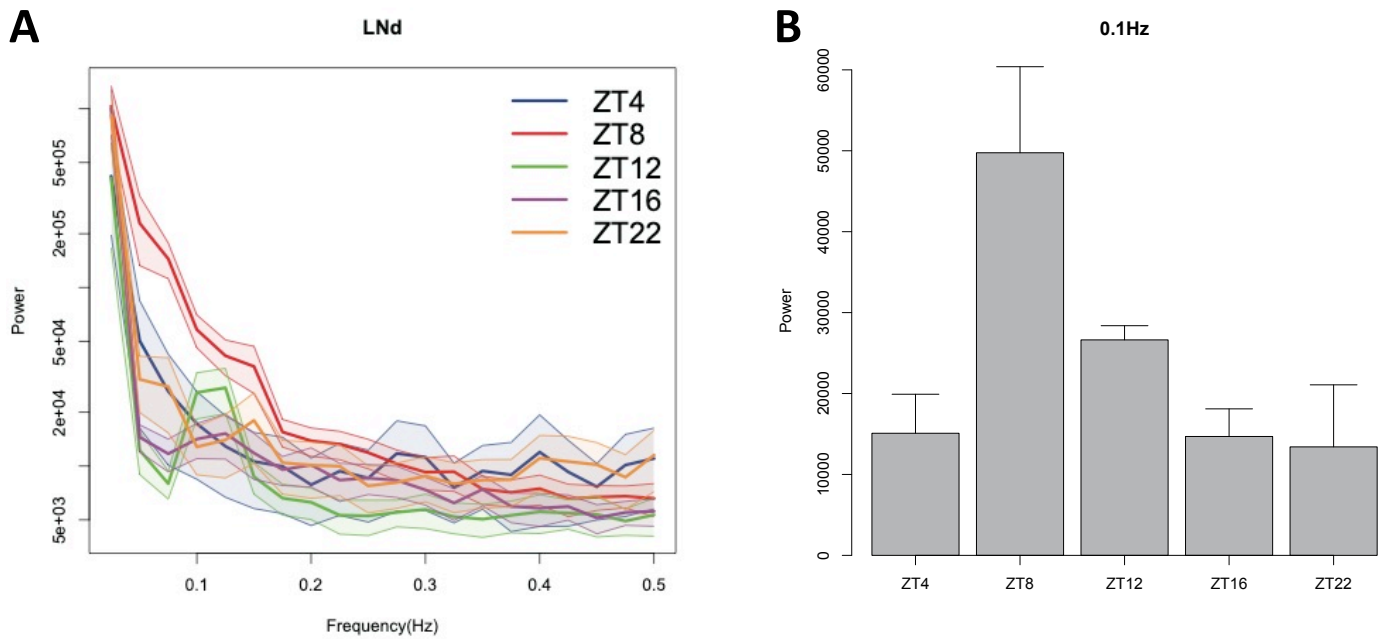 A
LNd
ZT4
ZT8
ZT12
ZT16
ZT22
5e+05
2e+05
5e+04
2e+04
5e+03
Power
0.1 0.2 0.3 0.4 0.5
Frequency(Hz)
B
0.1Hz
60000
50000
40000
30000
20000
10000
0
Power
ZT4 ZT8 ZT12 ZT16 ZT22